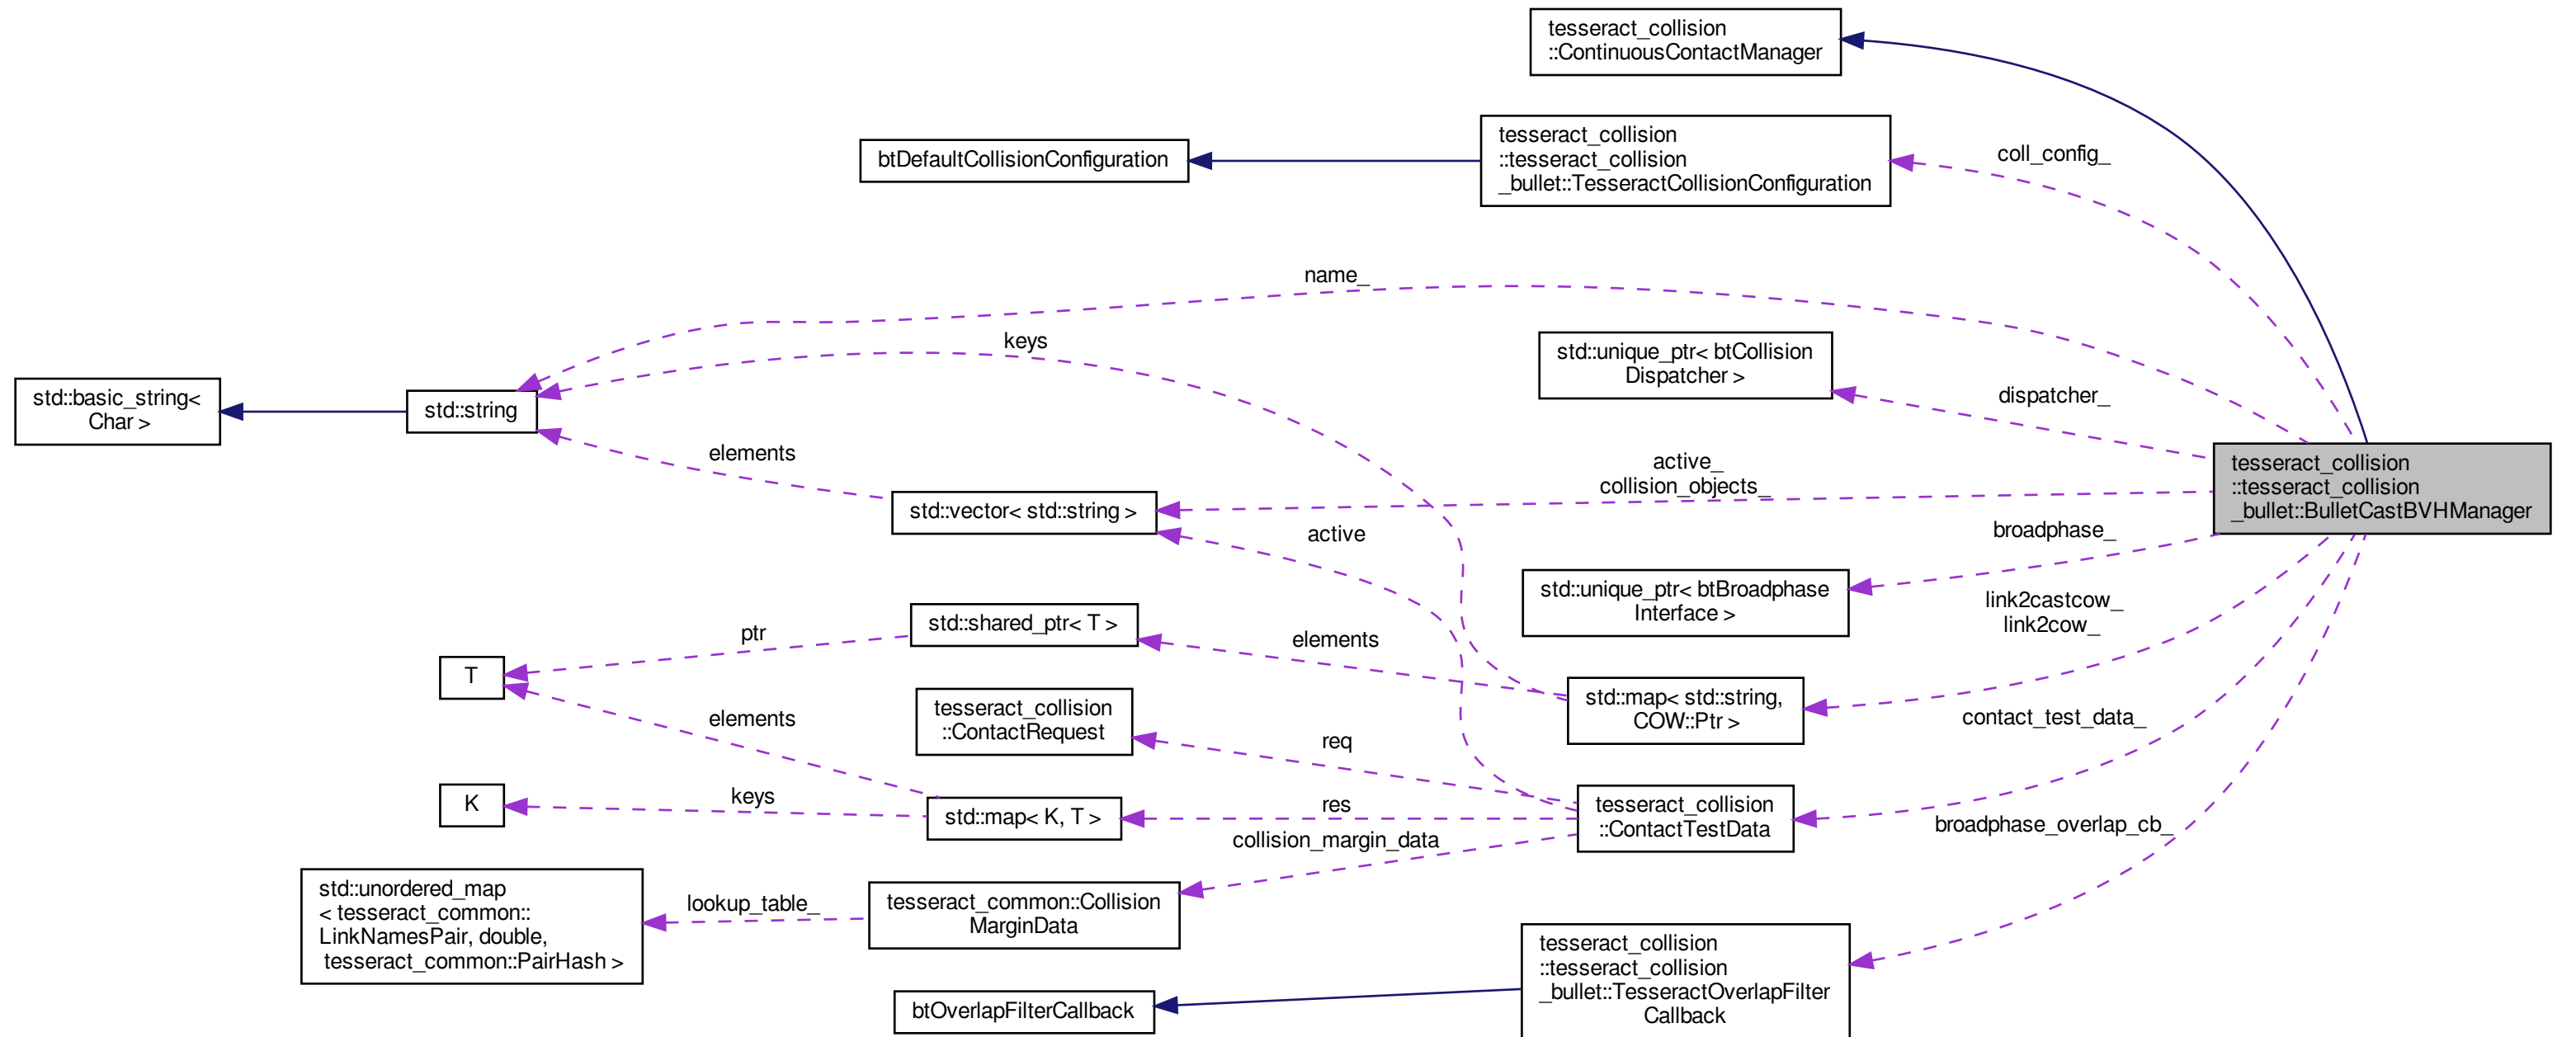 tesseract_collision
::ContinuousContactManager
btDefaultCollisionConfiguration
tesseract_collision
::tesseract_collision
_bullet::TesseractCollisionConfiguration
coll_config_
name_
keys
std::unique_ptr< btCollision
Dispatcher >
dispatcher_
std::basic_string<
Char >
std::string
elements
active_
collision_objects_
tesseract_collision
::tesseract_collision
_bullet::BulletCastBVHManager
std::vector< std::string >
active
broadphase_
std::unique_ptr< btBroadphase
Interface >
link2castcow_
link2cow_
std::shared_ptr< T >
ptr
elements
T
std::map< std::string,
COW::Ptr >
tesseract_collision
::ContactRequest
elements
contact_test_data_
req
K
keys
std::map< K, T >
res
tesseract_collision
::ContactTestData
collision_margin_data
broadphase_overlap_cb_
std::unordered_map
< tesseract_common::
LinkNamesPair, double,
tesseract_common::PairHash >
lookup_table_
tesseract_common::Collision
MarginData
tesseract_collision
::tesseract_collision
_bullet::TesseractOverlapFilter
Callback
btOverlapFilterCallback